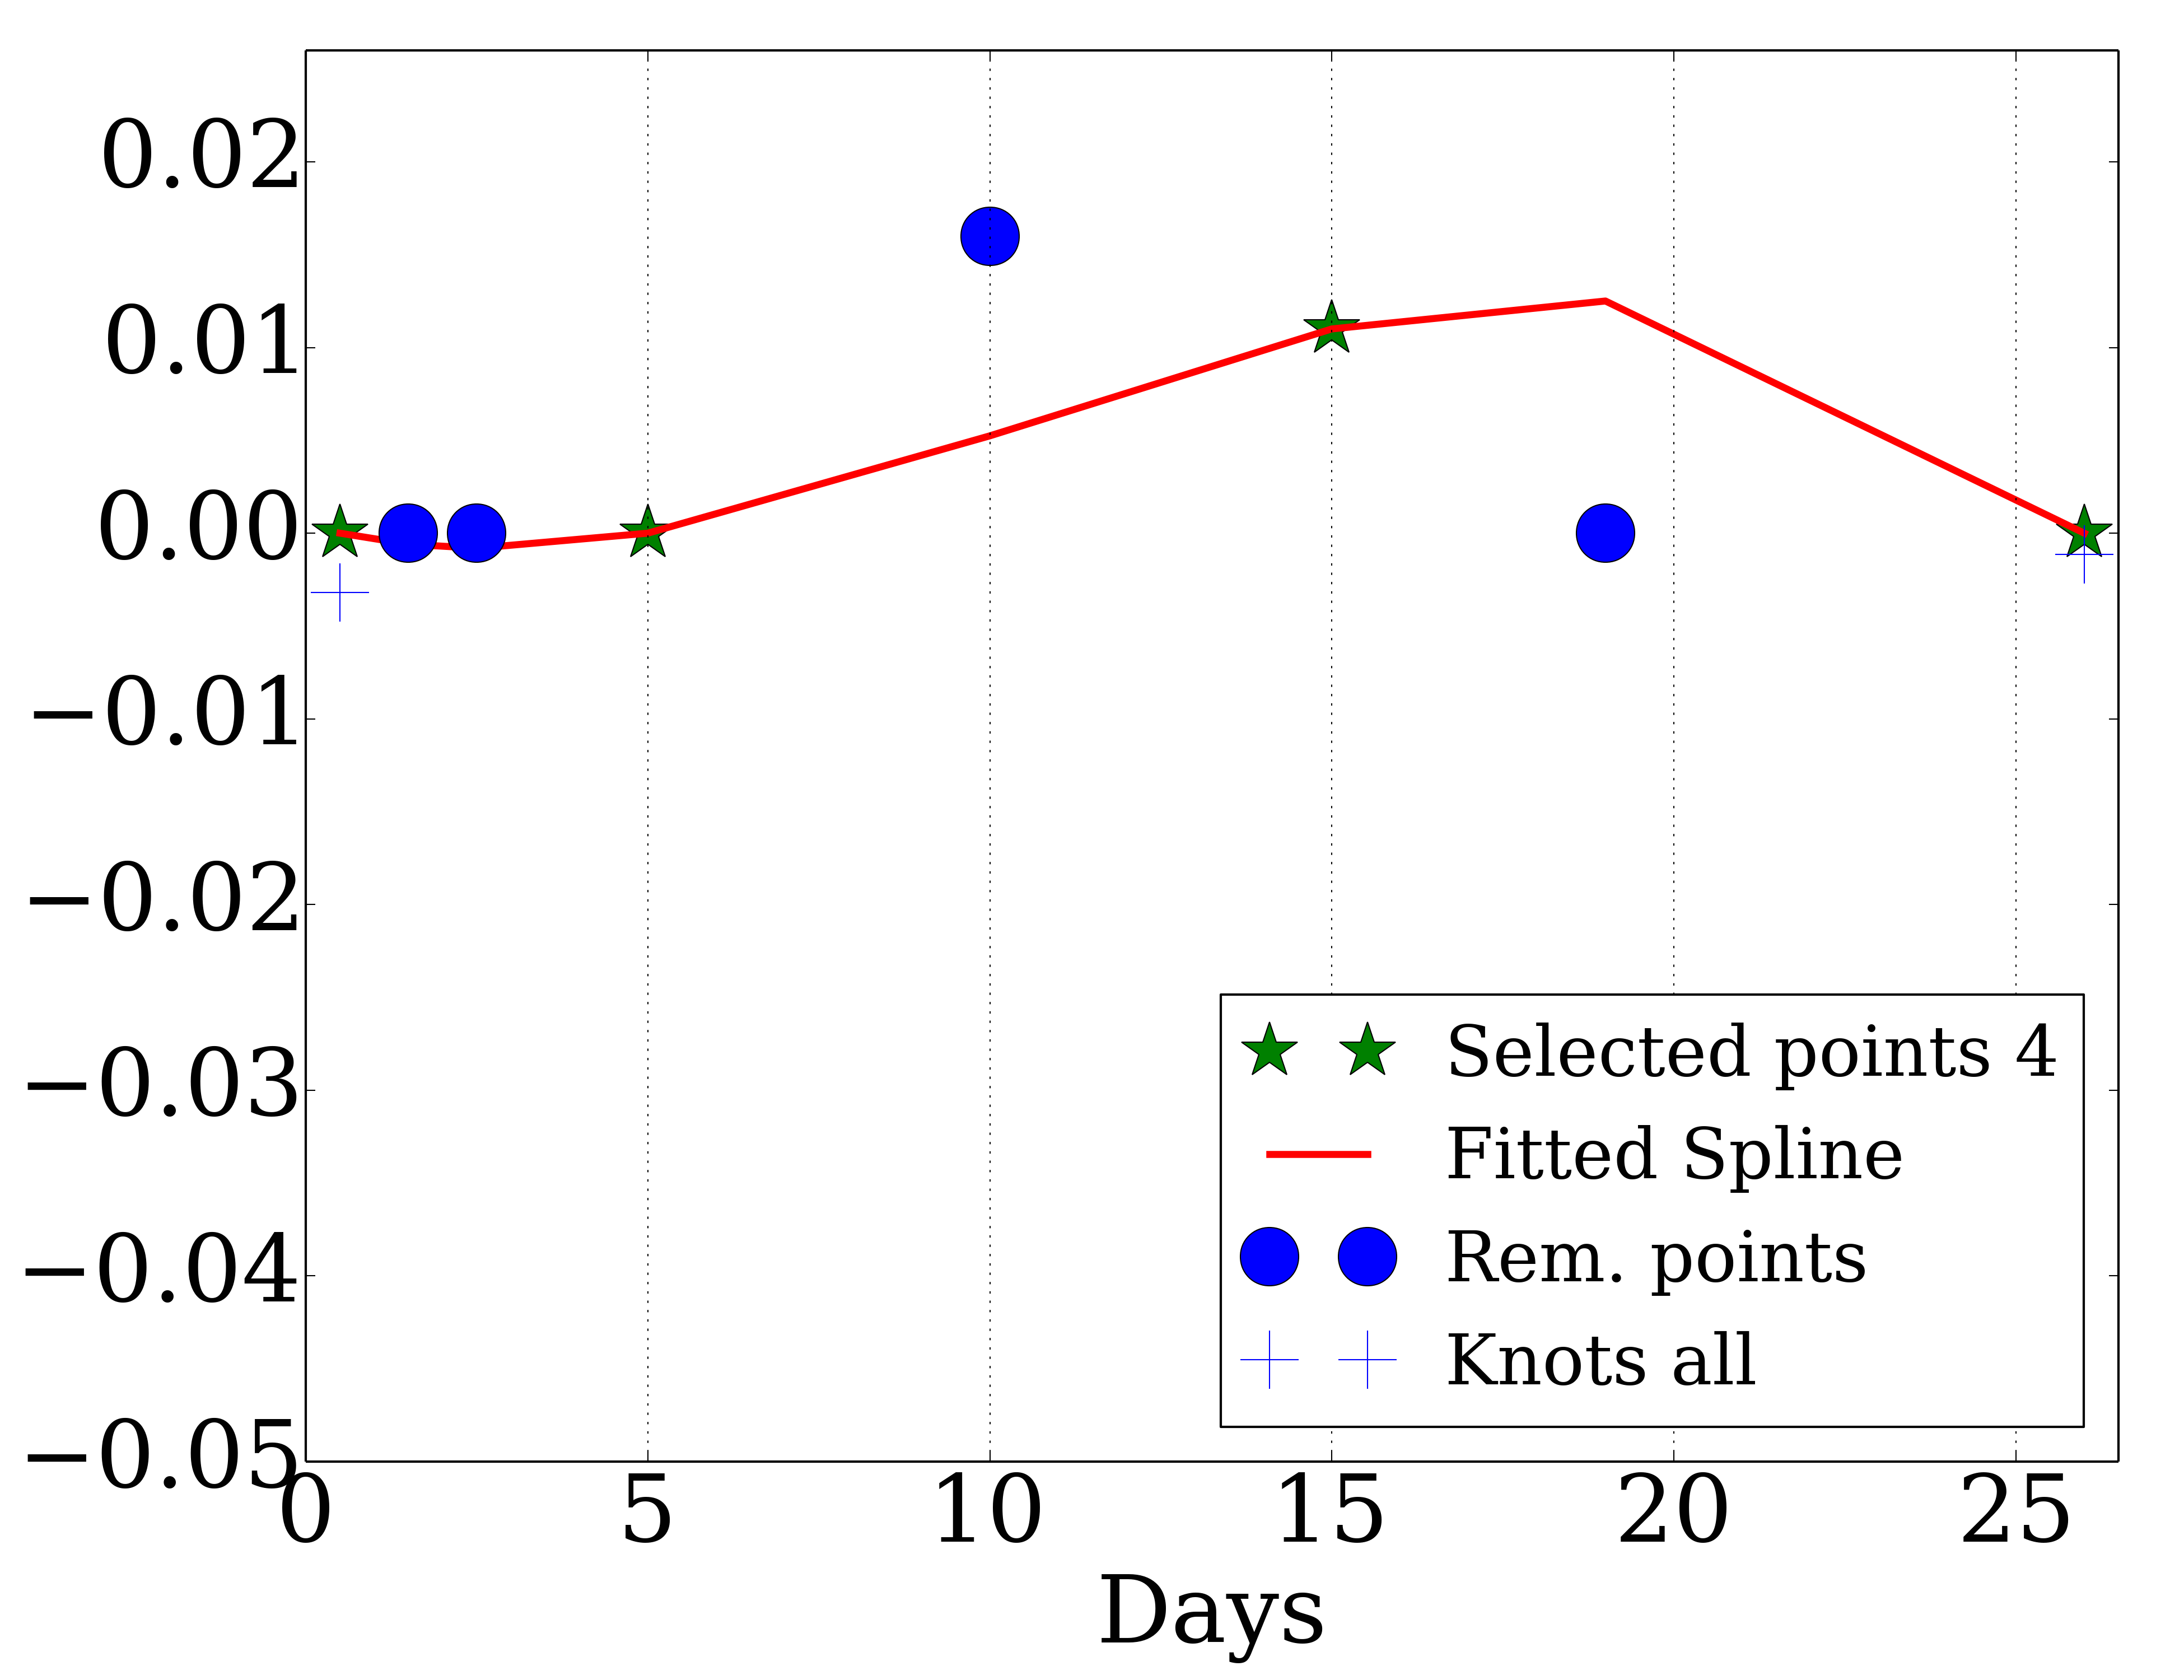 0.02
0.01
0.00
−0.01
−0.02
−0.03
−0.04
−0.05
Selected points 4
Fitted Spline
Rem. points
Knots all
0 5 10 15 20 25
Days